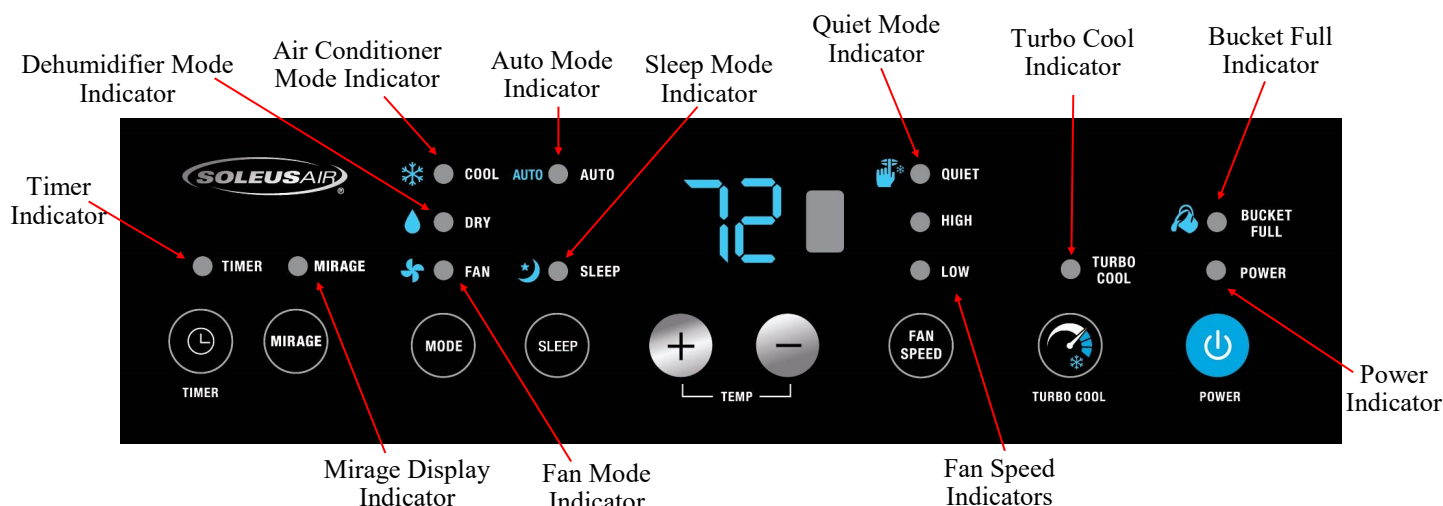 Dehumidifier Mode
Indicator
Air Conditioner
Mode Indicator
Auto Mode
Indicator
Sleep Mode
Indicator
Quiet Mode
Indicator
Turbo Cool
Indicator
Bucket Full
Indicator
Timer
Indicator
SOLEUSAIR®
COOL
AUTO
AUTO
DRY
FAN
SLEEP
TIMER
MIRAGE
72
QUIET
HIGH
LOW
TURBO
COOL
BUCKET
FULL
POWER
MIRAGE
MODE
SLEEP
+
−
FAN
SPEED
TIMER
TEMP
TURBO COOL
POWER
Power
Indicator
Mirage Display
Indicator
Fan Mode
Indicator
Fan Speed
Indicators